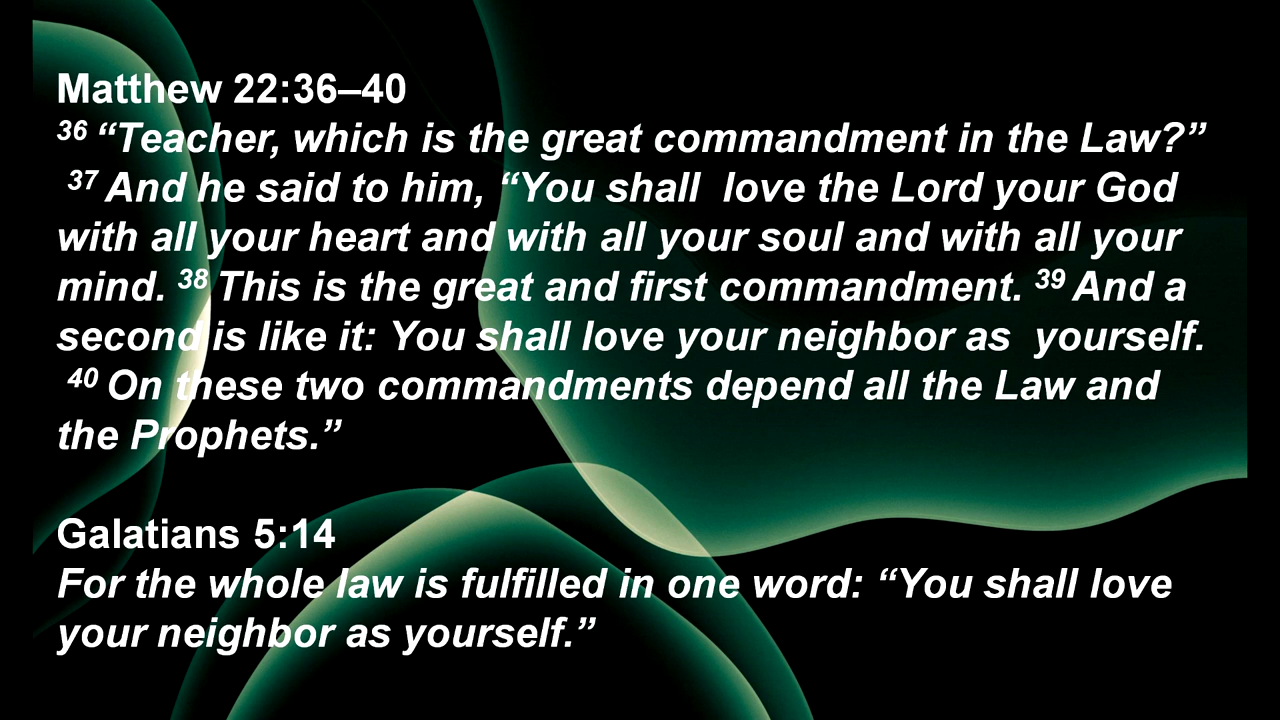 Matthew 22:36–40
36 “Teacher, which is the great commandment in the Law?”
37 And he said to him, “You shall love the Lord your God
with all your heart and with all your soul and with all your
mind. 38 This is the great and first commandment. 39 And a
second is like it: You shall love your neighbor as yourself.
40 On these two commandments depend all the Law and
the Prophets.”
Galatians 5:14
For the whole law is fulfilled in one word: “You shall love
your neighbor as yourself.”